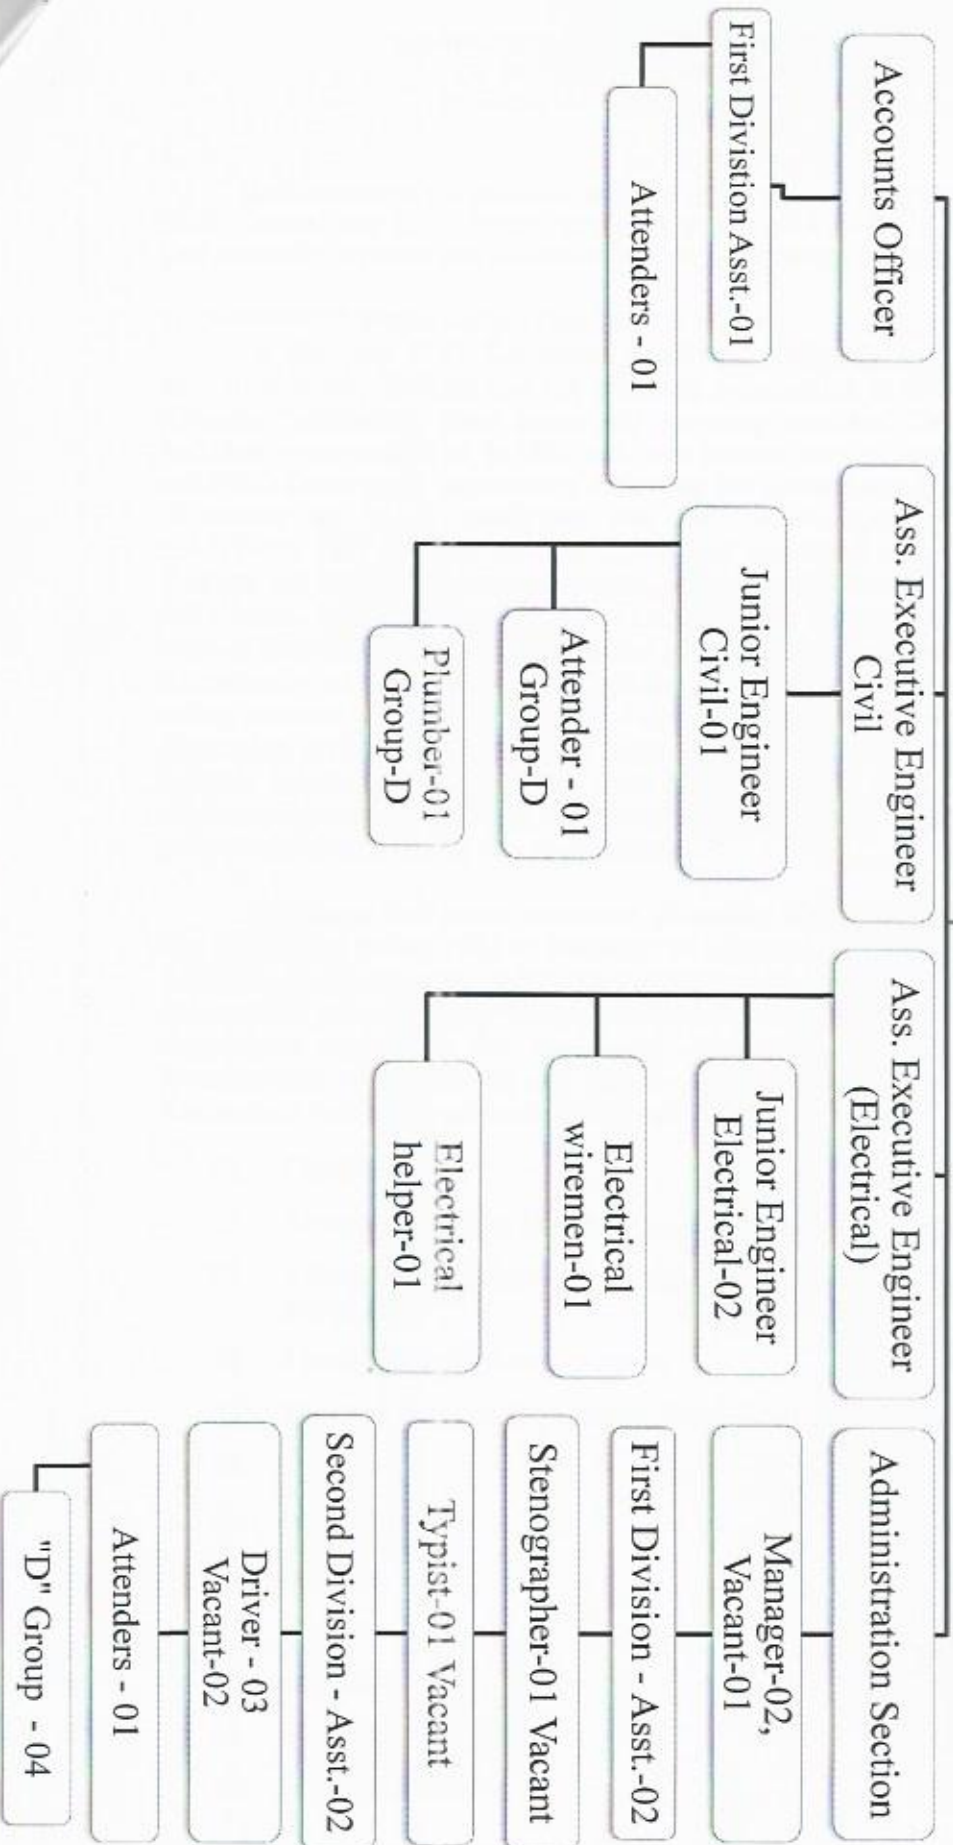 Accounts Officer
First Divistion Asst.-01
Attenders - 01
Ass. Executive Engineer
Civil
Junior Engineer
Civil-01
Attender - 01
Group-D
Plumber-01
Group-D
Ass. Executive Engineer
(Electrical)
Junior Engineer
Electrical-02
Electrical
wiremen-01
Electrical
helper-01
Administration Section
Manager-02,
Vacant-01
First Division - Asst.-02
Stenographer-01 Vacant
Typist-01 Vacant
Second Division - Asst.-02
Driver - 03
Vacant-02
Attenders - 01
"D" Group - 04